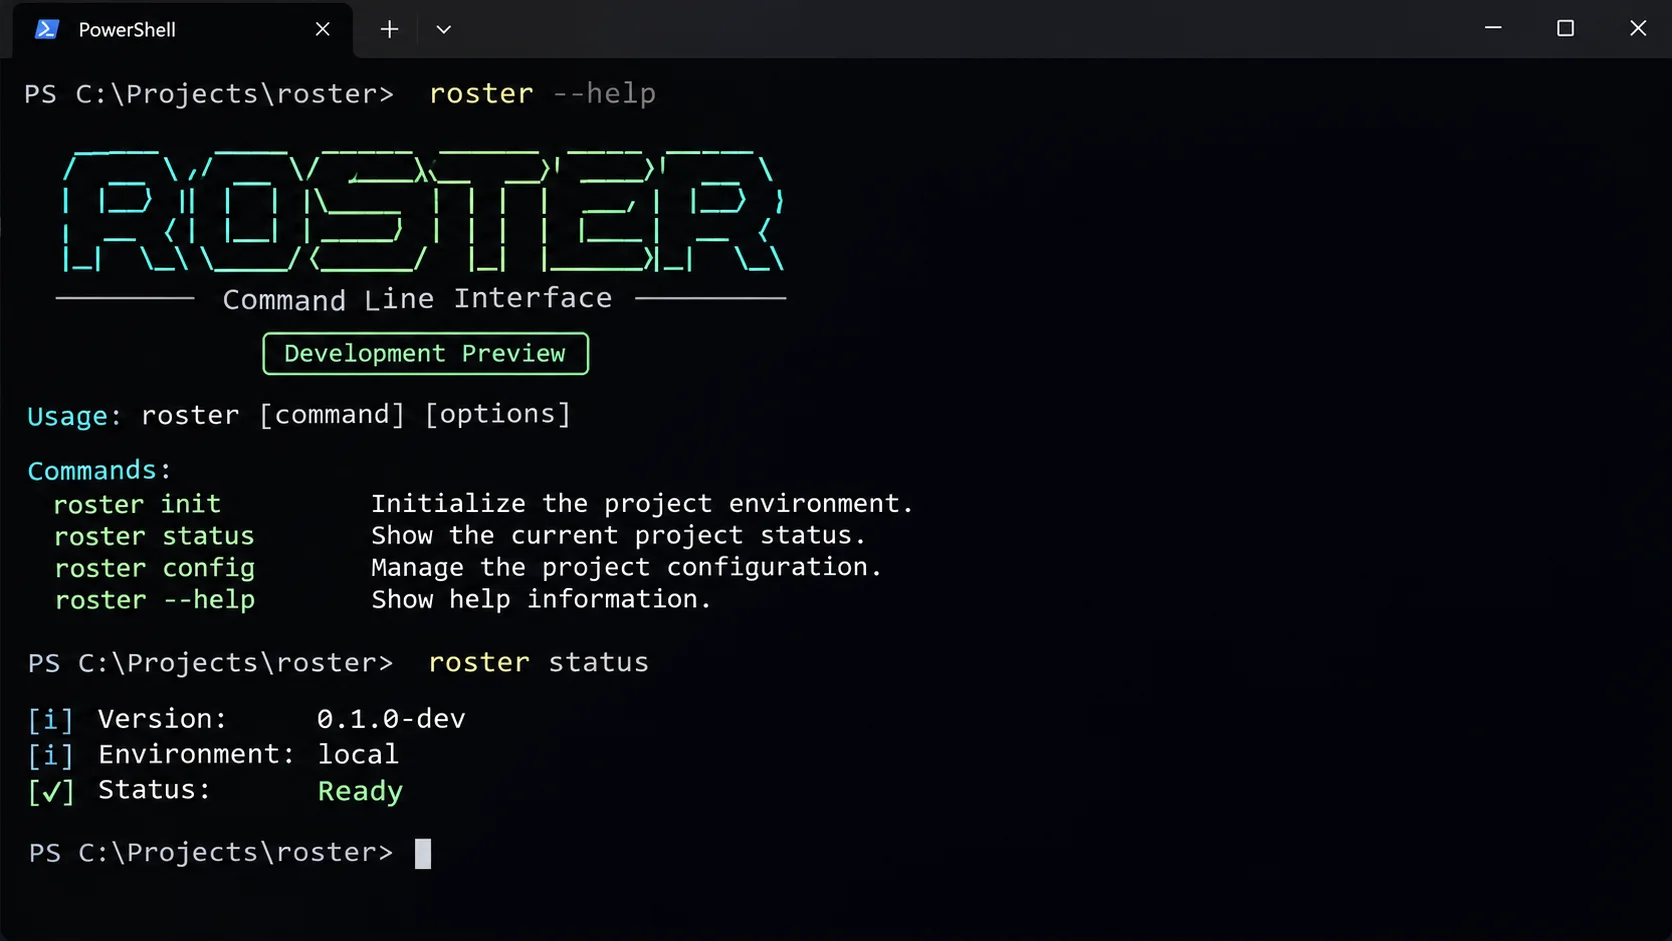 PowerShell
PS C:\Projects\roster> roster --help
ROSTER
Command Line Interface
Development Preview
Usage: roster [command] [options]
Commands:
roster init Initialize the project environment.
roster status Show the current project status.
roster config Manage the project configuration.
roster --help Show help information.
PS C:\Projects\roster> roster status
[i] Version: 0.1.0-dev
[i] Environment: local
[✓] Status: Ready
PS C:\Projects\roster>